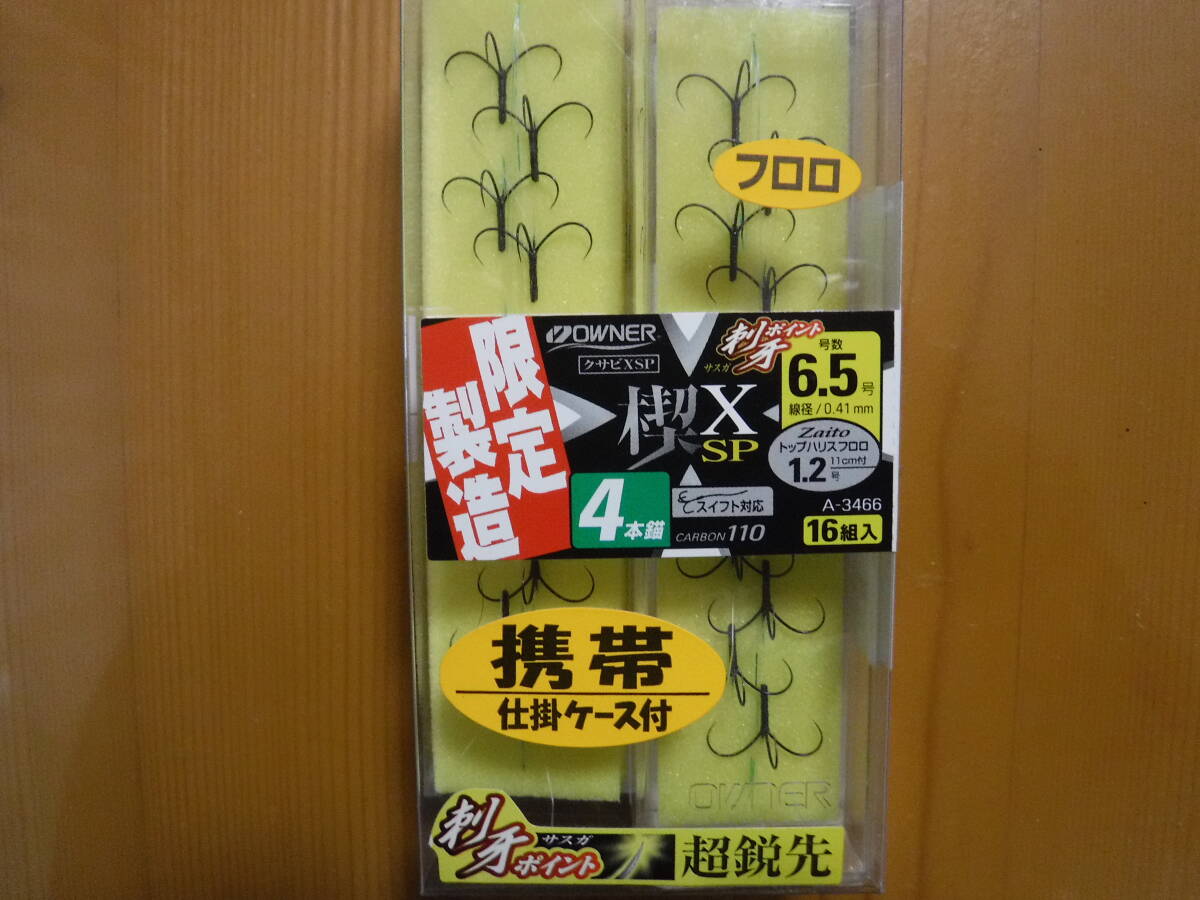 フロロ
限定
製造
OWNER
クサビXSP
楔X
SP
刺牙ポイント
サスガ
号数
6.5号
線径/0.41mm
Zaito
トップハリスフロロ
1.2号
11cm付
4本錨
スイフト対応
CARBON 110
A-3466
16組入
携帯
仕掛ケース付
OWNER
刺牙ポイント
サスガ
超鋭先